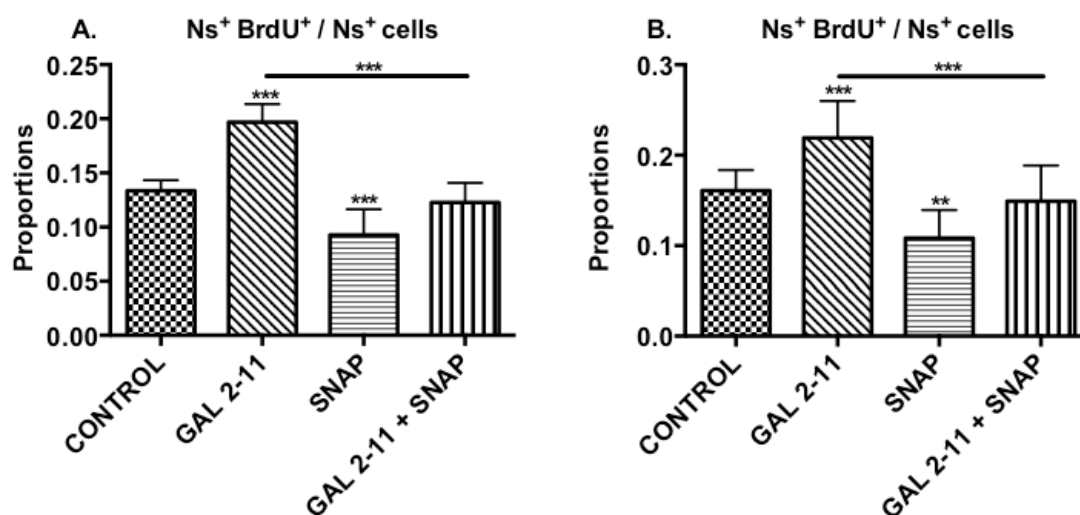 A. Ns⁺ BrdU⁺ / Ns⁺ cells
Proportions
0.25
0.20
0.15
0.10
0.05
0.00
***
***
***
CONTROL
GAL 2-11
SNAP
GAL 2-11 + SNAP
B. Ns⁺ BrdU⁺ / Ns⁺ cells
Proportions
0.3
0.2
0.1
0.0
***
***
**
CONTROL
GAL 2-11
SNAP
GAL 2-11 + SNAP